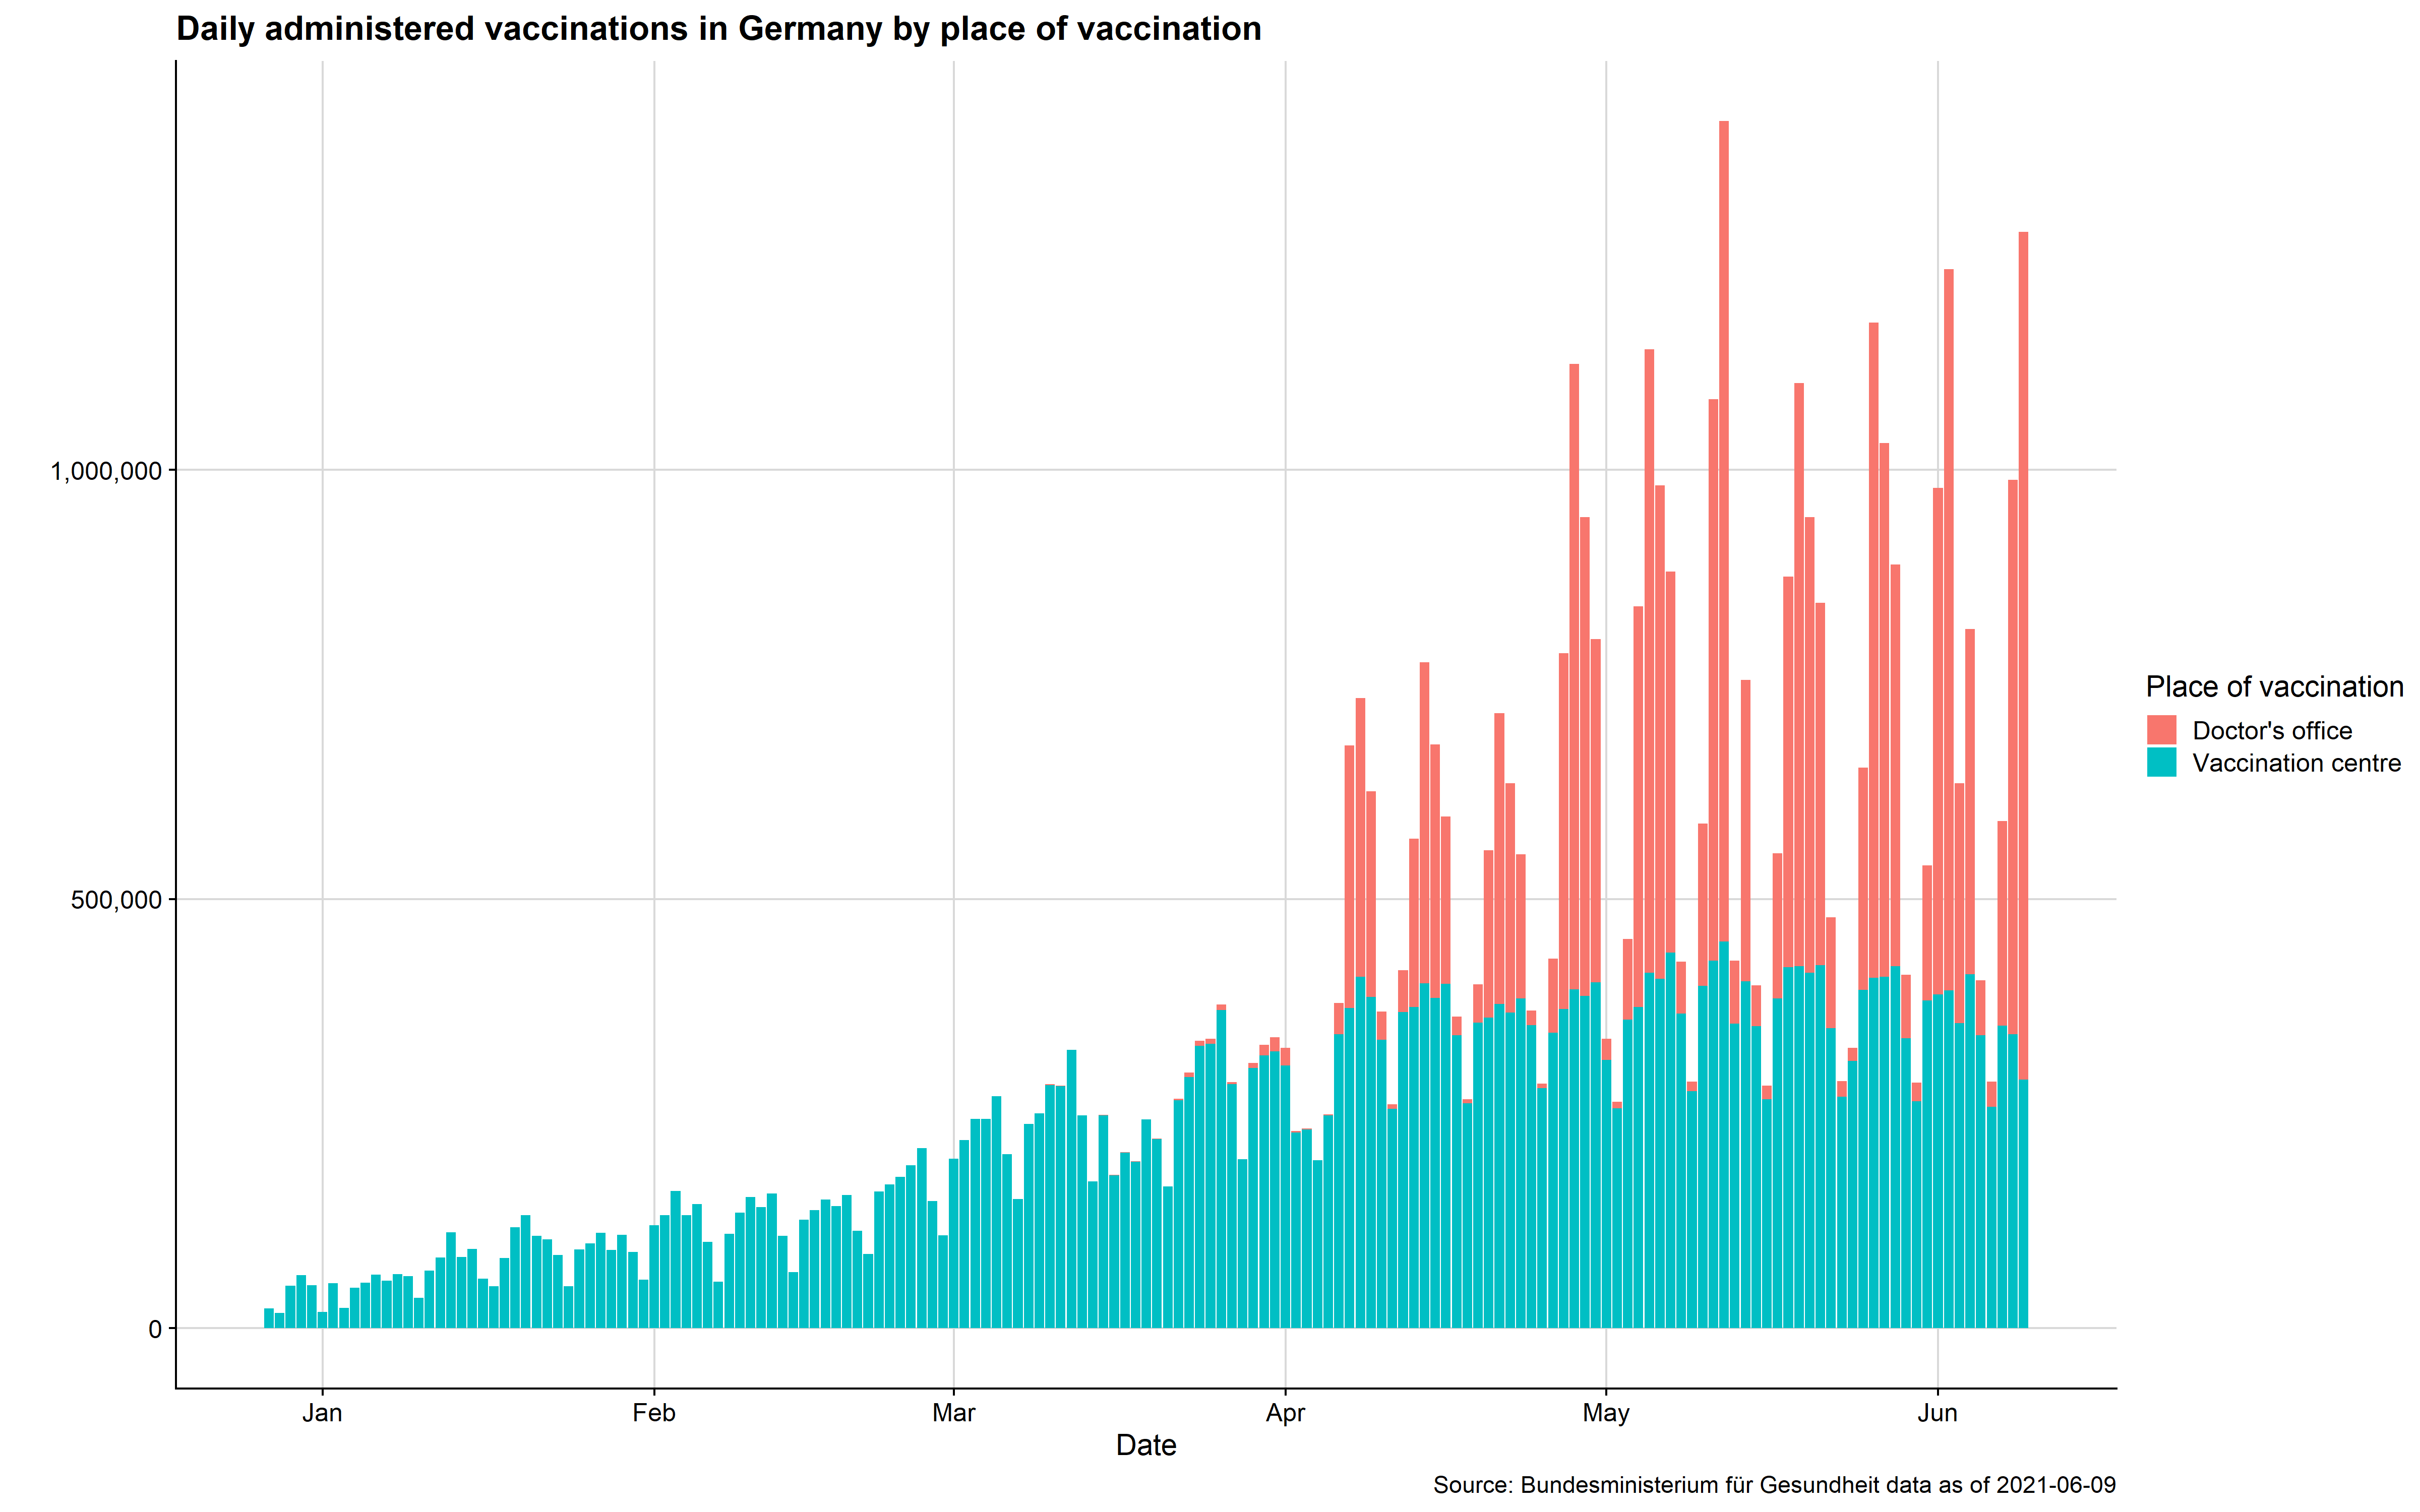 Daily administered vaccinations in Germany by place of vaccination
1,000,000
500,000
0
Jan Feb Mar Apr May Jun
Date
Place of vaccination
Doctor's office
Vaccination centre
Source: Bundesministerium für Gesundheit data as of 2021-06-09